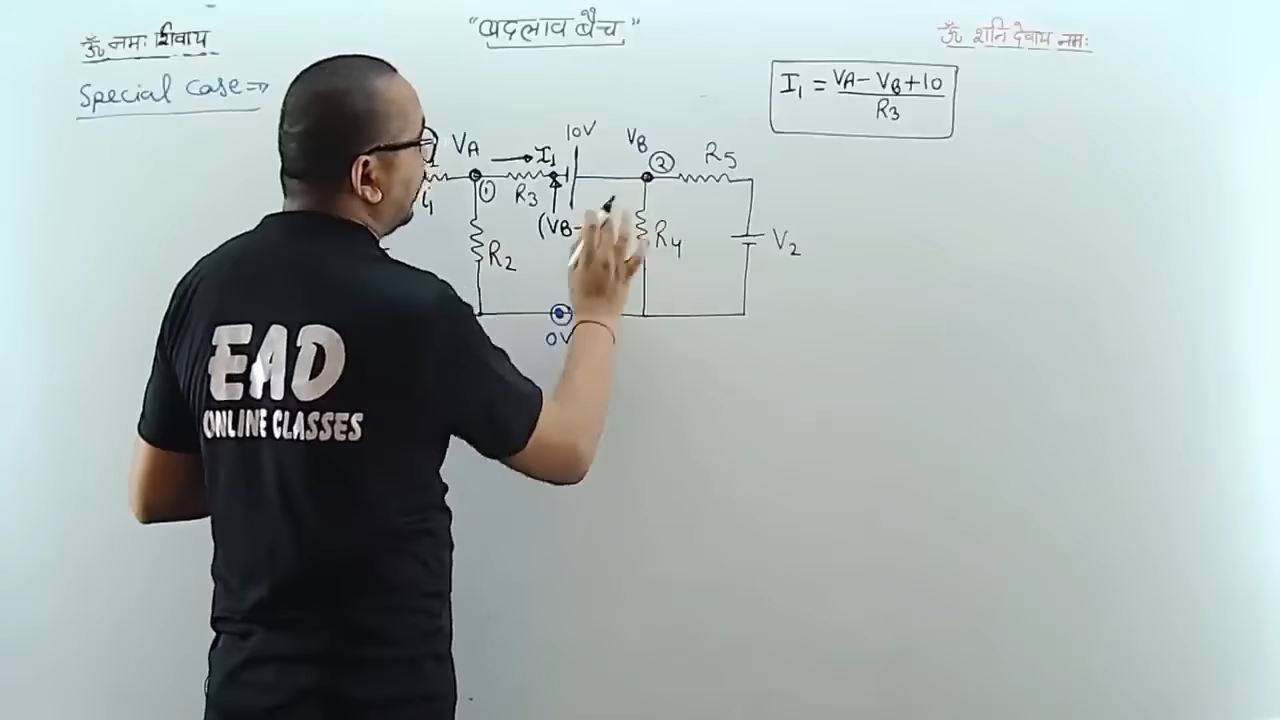 ॐ नमः शिवाय
"बदलाव बैच"
ॐ शनि देवाय नमः
Special case ⇒
I₁ = VA - VB + 10 / R₃
VA
I₁
10V
VB
②
R₅
①
R₃
(VB-
R₂
R₄
V₂
0V
EAD
ONLINE CLASSES